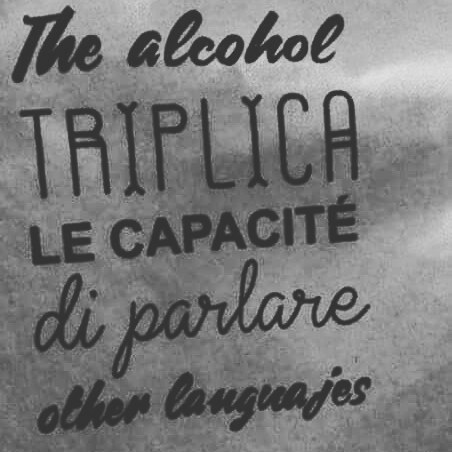 The alcohol
TRIPLICA
LE CAPACITÉ
di parlare
other languajes